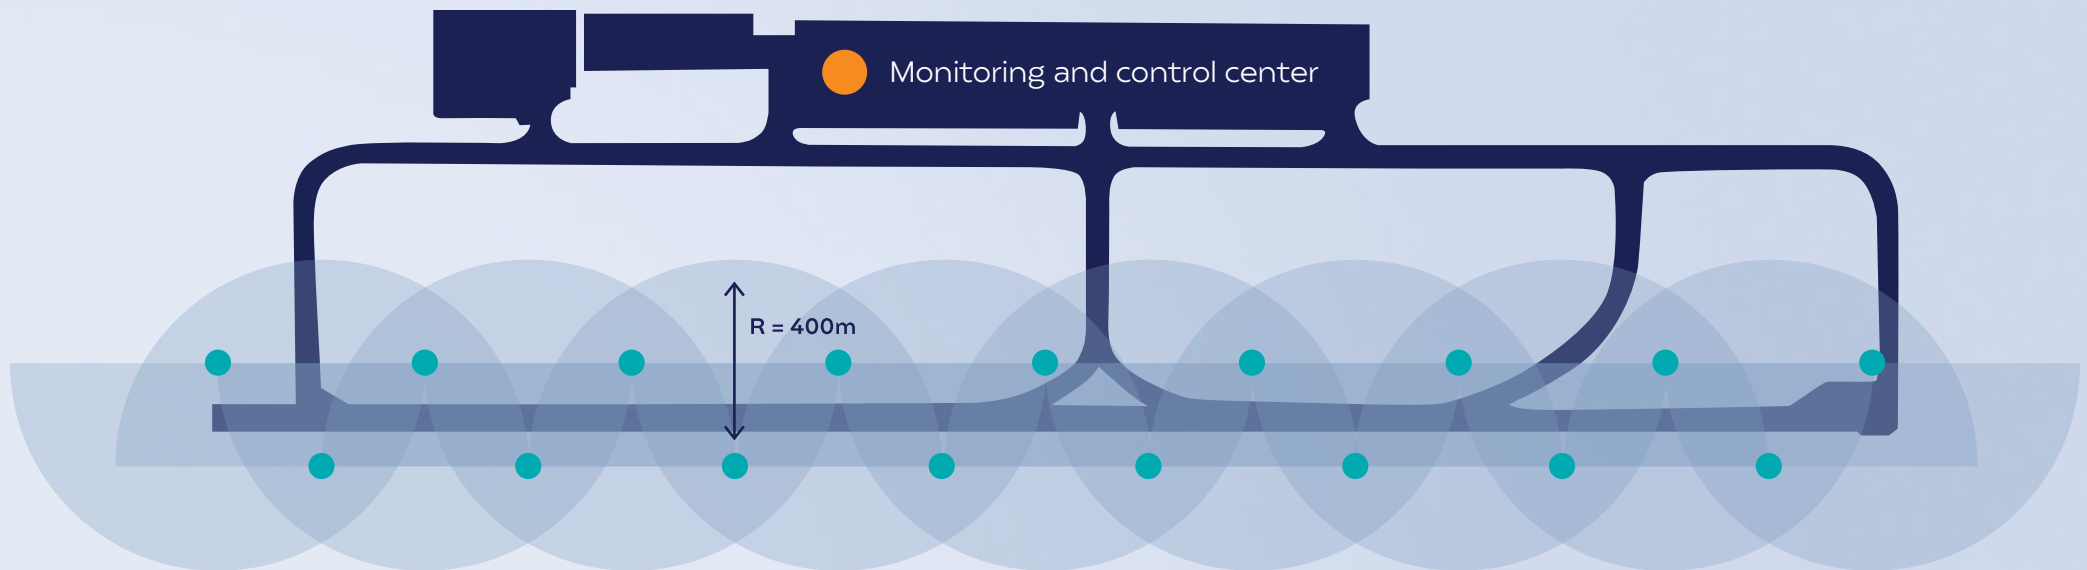 Monitoring and control center
R = 400m